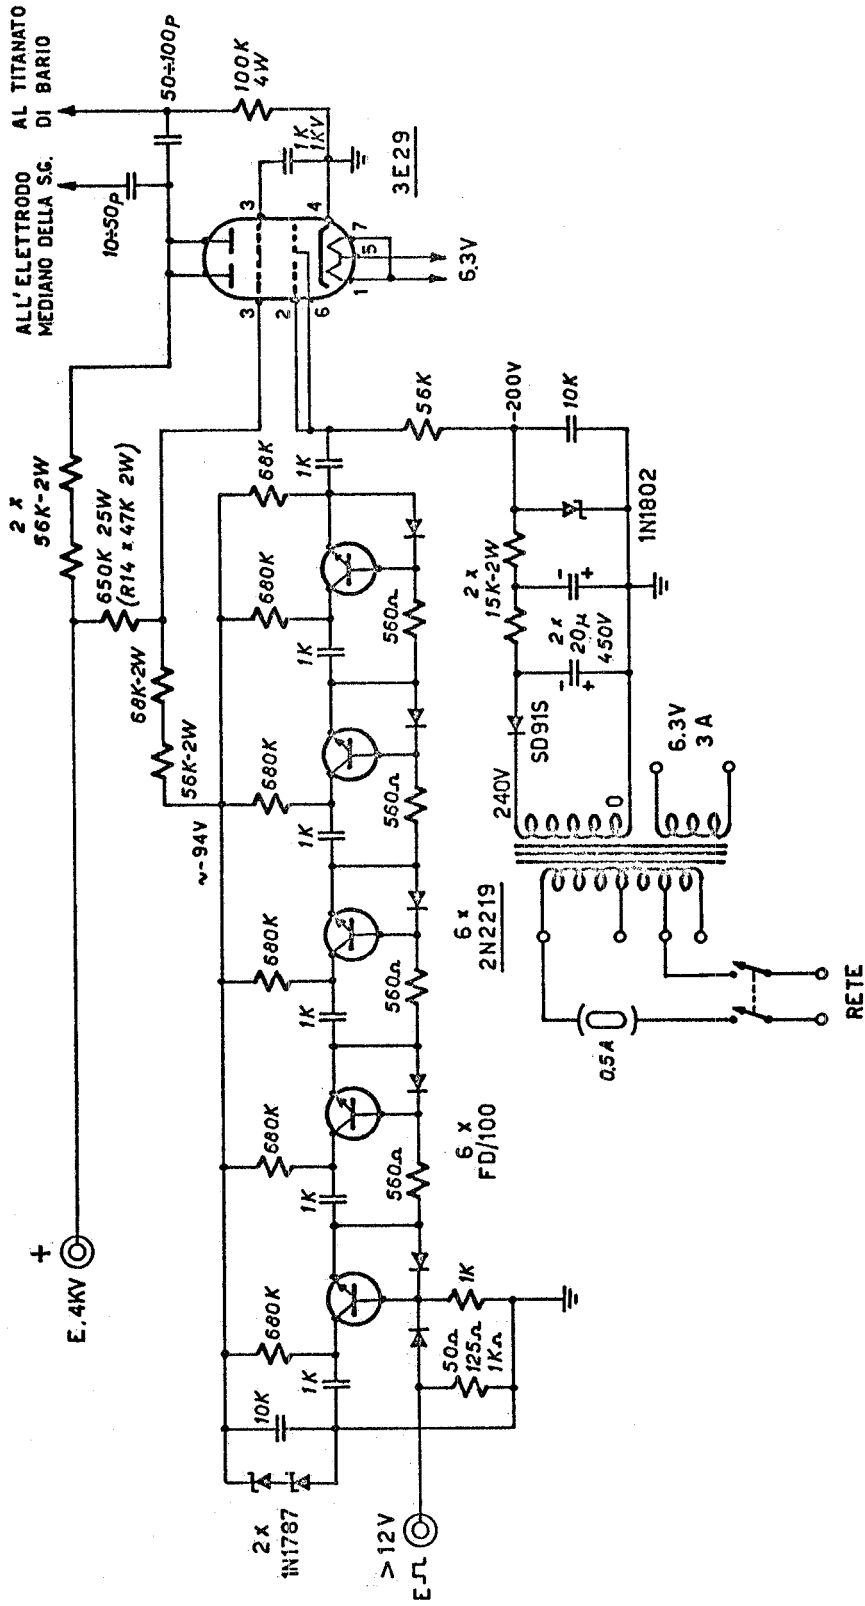 ALL'ELETTRODO
MEDIANO DELLA S.G.
AL TITANATO
DI BARIO
10÷50p
50÷100p
100K
4W
1K
1KV
3E29
3
3
2
6
4
1
5
7
6.3V
2 x
56K-2W
650K 25W
(R14 x 47K 2W)
68K-2W
56K-2W
+
E.4KV
~-94V
68K
680K
680K
680K
680K
680K
10K
1K
1K
1K
1K
1K
1K
560Ω
560Ω
560Ω
560Ω
2 x
1N1787
>12V
E
50Ω
125Ω
1KΩ
1K
6 x
FD/100
6 x
2N2219
56K
-200V
10K
1N1802
2 x
15K-2W
2 x
20µ
450V
-
+
-
+
SD91S
240V
0
6.3V
3A
0,5A
RETE